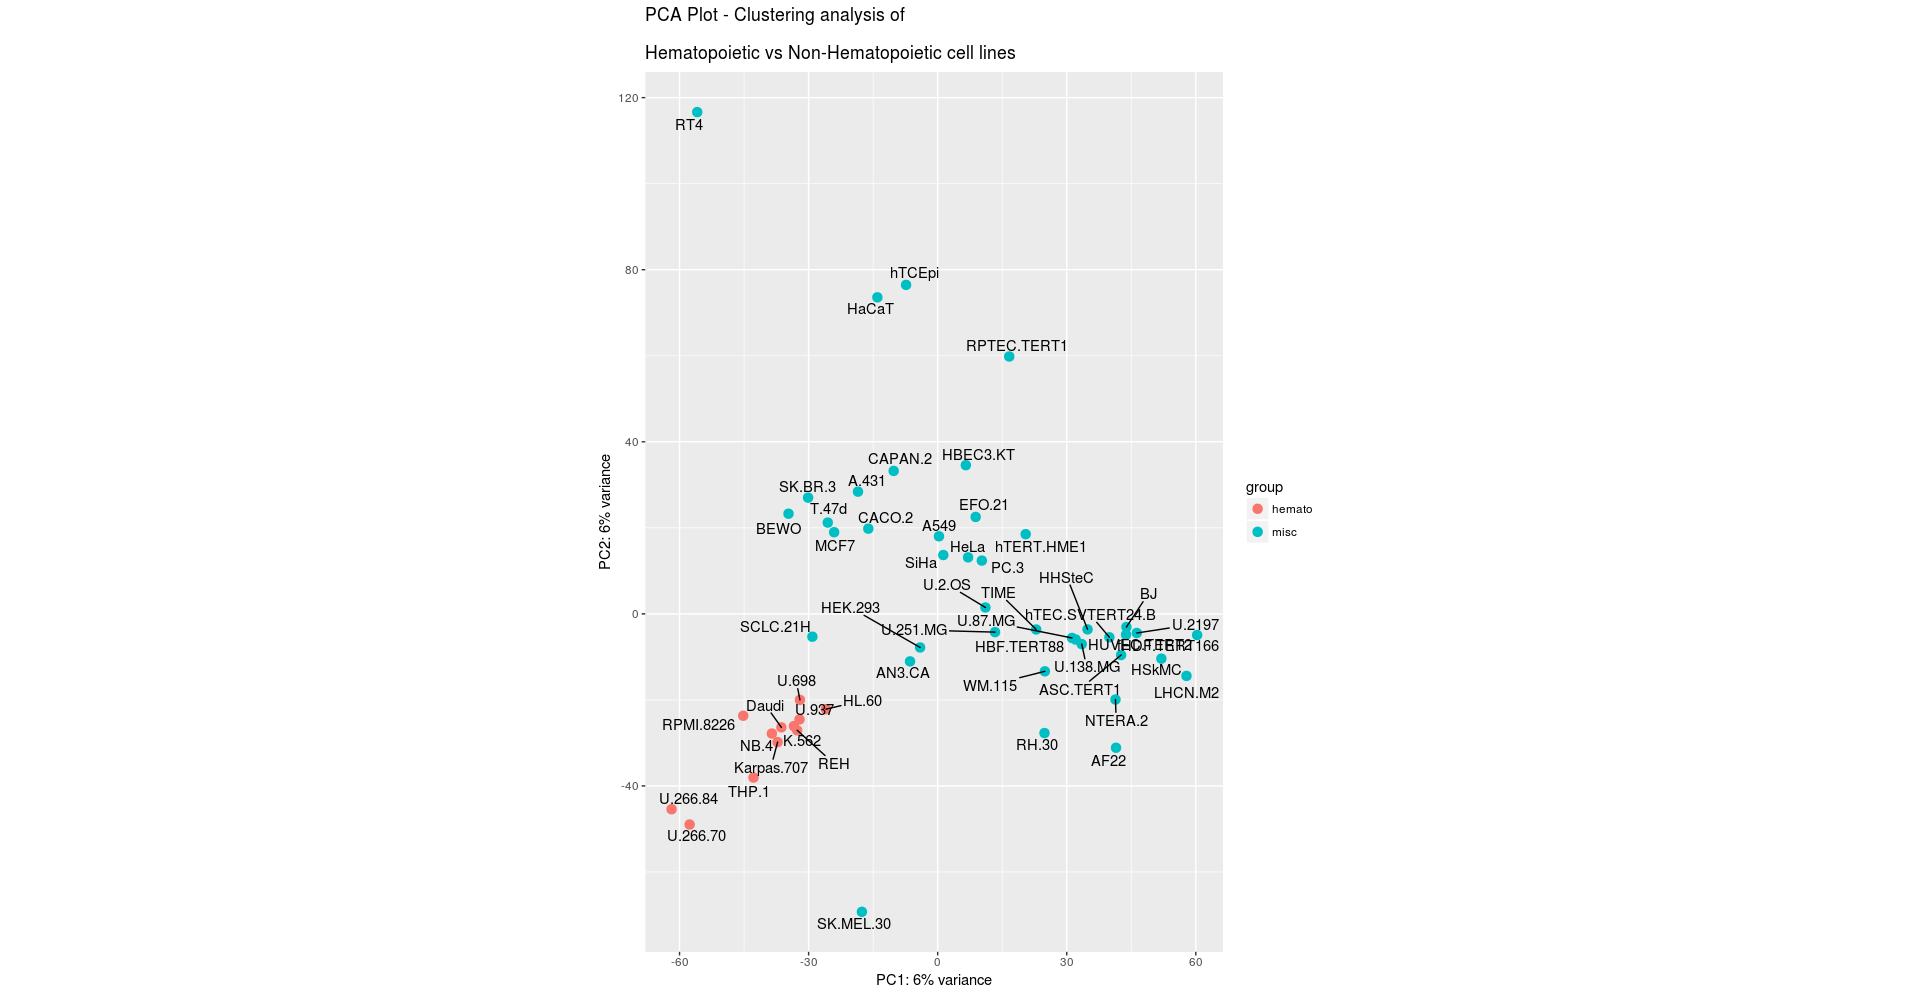 PCA Plot - Clustering analysis of
Hematopoietic vs Non-Hematopoietic cell lines
120
RT4
hTCEpi
80
HaCaT
RPTEC.TERT1
40
CAPAN.2
HBEC3.KT
A.431
SK.BR.3
T.47d
EFO.21
BEWO
CACO.2
A549
MCF7
HeLa
hTERT.HME1
SiHa
PC.3
HHSteC
U.2.OS
TIME
BJ
HEK.293
0
hTEC.SVTERT24.B
U.87.MG
U.2197
SCLC.21H
U.251.MG
HBF.TERT88
U.138.MG
HSkMC
AN3.CA
WM.115
ASC.TERT1
LHCN.M2
U.698
HL.60
Daudi
U.937
NTERA.2
RPMI.8226
K.562
NB.4
RH.30
AF22
REH
Karpas.707
-40
THP.1
U.266.84
U.266.70
SK.MEL.30
-60
-30
0
30
60
PC1: 6% variance
PC2: 6% variance
group
hemato
misc